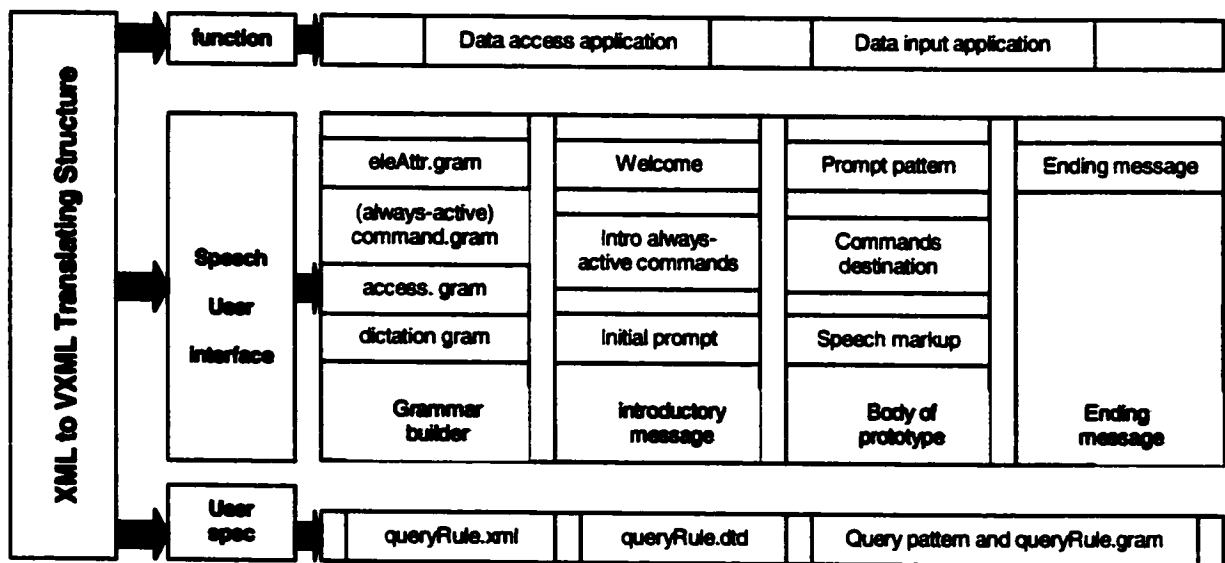 XML to VXML Translating Structure
function
Data access application
Data input application
Speech
User
interface
eleAttr.gram
(always-active)
command.gram
access. gram
dictation gram
Grammar
builder
Welcome
Intro always-
active commands
Initial prompt
introductory
message
Prompt pattern
Commands
destination
Speech markup
Body of
prototype
Ending message
Ending
message
User
spec
queryRule.xml
queryRule.dtd
Query pattern and queryRule.gram